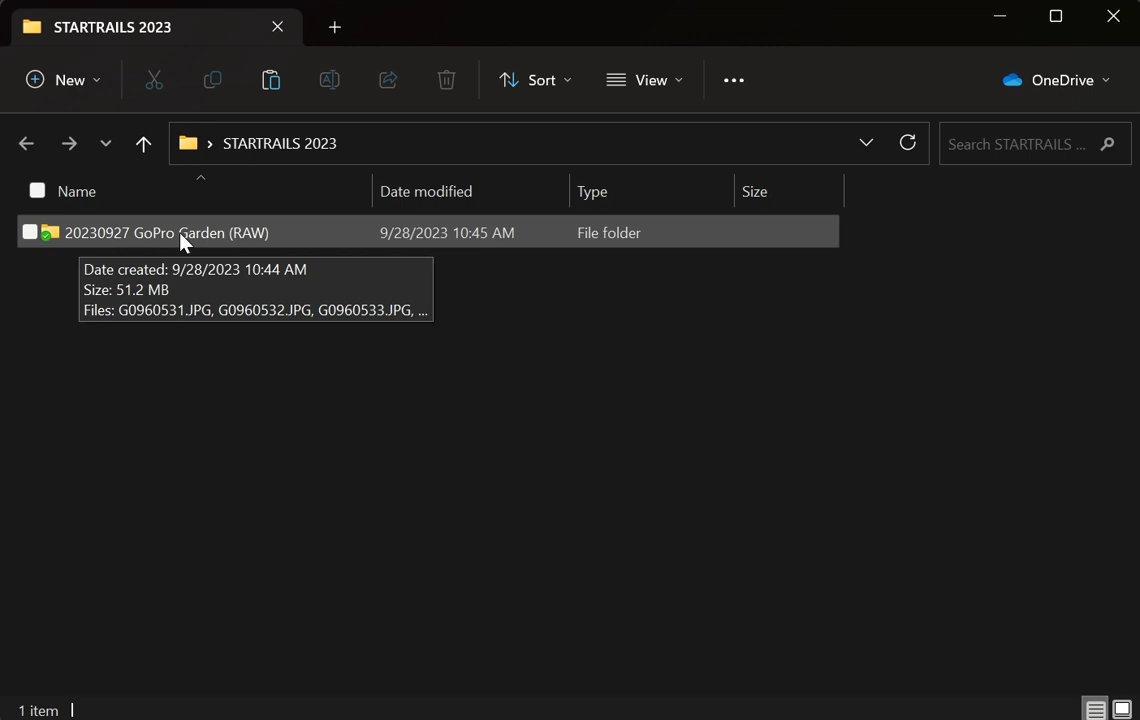 STARTRAILS 2023
New
Sort
View
OneDrive
STARTRAILS 2023
Search STARTRAILS ...
Name
Date modified
Type
Size
20230927 GoPro Garden (RAW)
9/28/2023 10:45 AM
File folder
Date created: 9/28/2023 10:44 AM
Size: 51.2 MB
Files: G0960531.JPG, G0960532.JPG, G0960533.JPG, ...
1 item